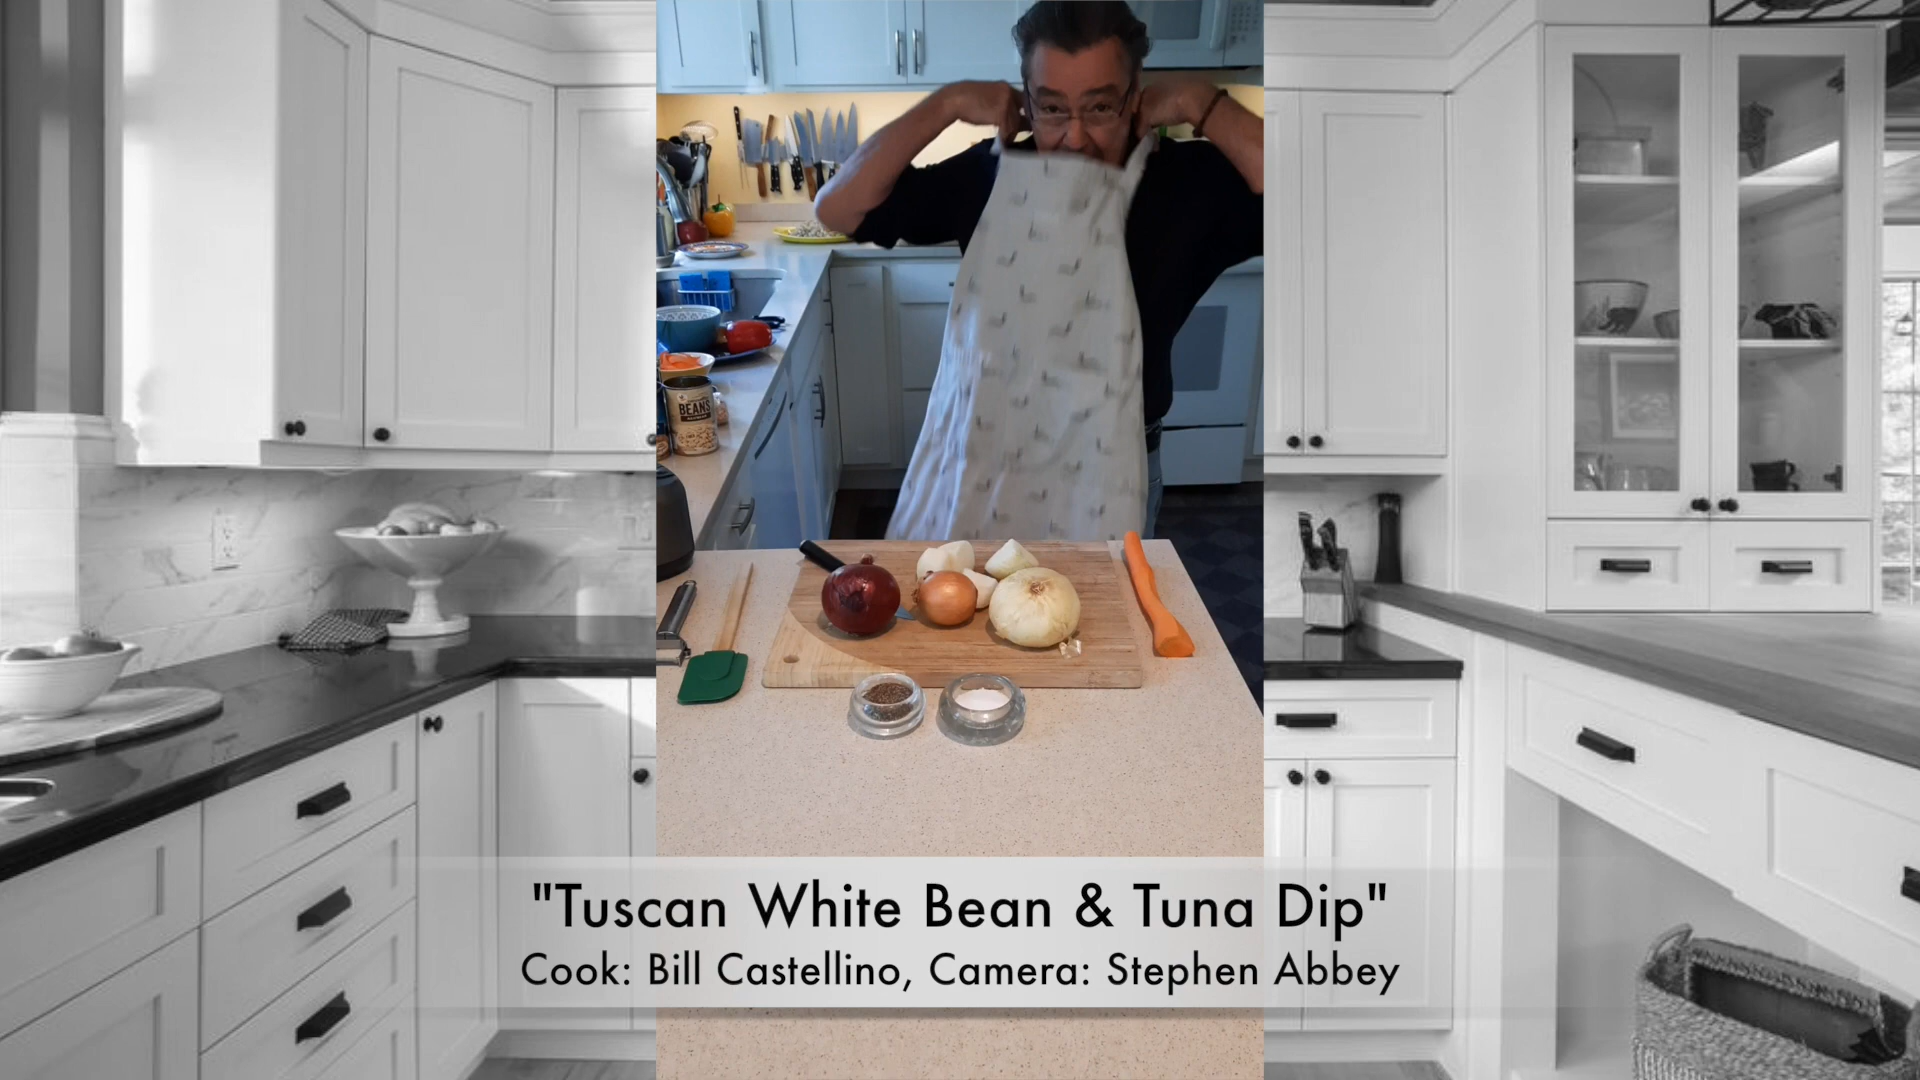 BEANS
"Tuscan White Bean & Tuna Dip"
Cook: Bill Castellino, Camera: Stephen Abbey